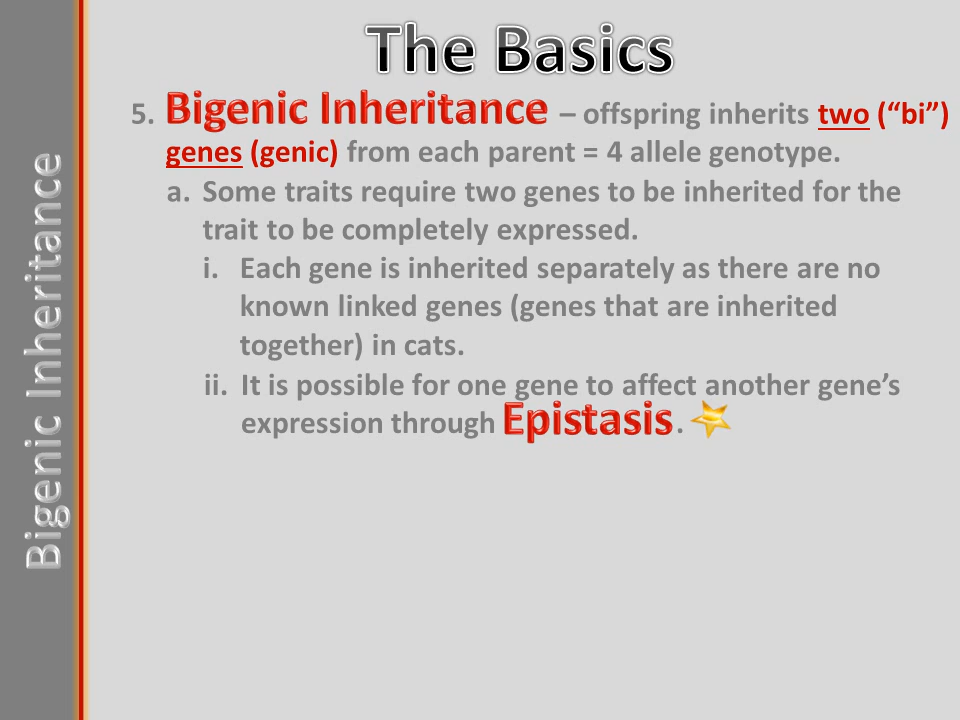 The Basics
5. Bigenic Inheritance – offspring inherits two (“bi”)
genes (genic) from each parent = 4 allele genotype.
a. Some traits require two genes to be inherited for the
trait to be completely expressed.
i. Each gene is inherited separately as there are no
known linked genes (genes that are inherited
together) in cats.
ii. It is possible for one gene to affect another gene’s
expression through Epistasis.
Bigenic Inheritance